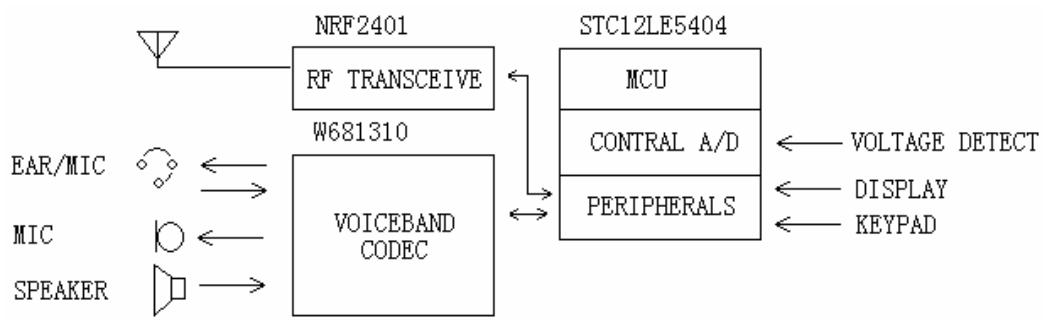 NRF2401
STC12LE5404
RF TRANSCEIVE
MCU
W681310
CONTRAL A/D
VOLTAGE DETECT
EAR/MIC
DISPLAY
PERIPHERALS
KEYPAD
MIC
VOICEBAND
CODEC
SPEAKER